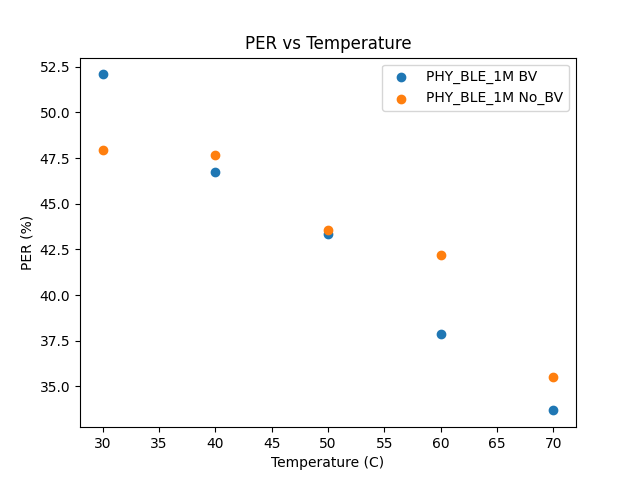 PER vs Temperature
PHY_BLE_1M BV
PHY_BLE_1M No_BV
52.5
50.0
47.5
45.0
42.5
40.0
37.5
35.0
PER (%)
30 35 40 45 50 55 60 65 70
Temperature (C)